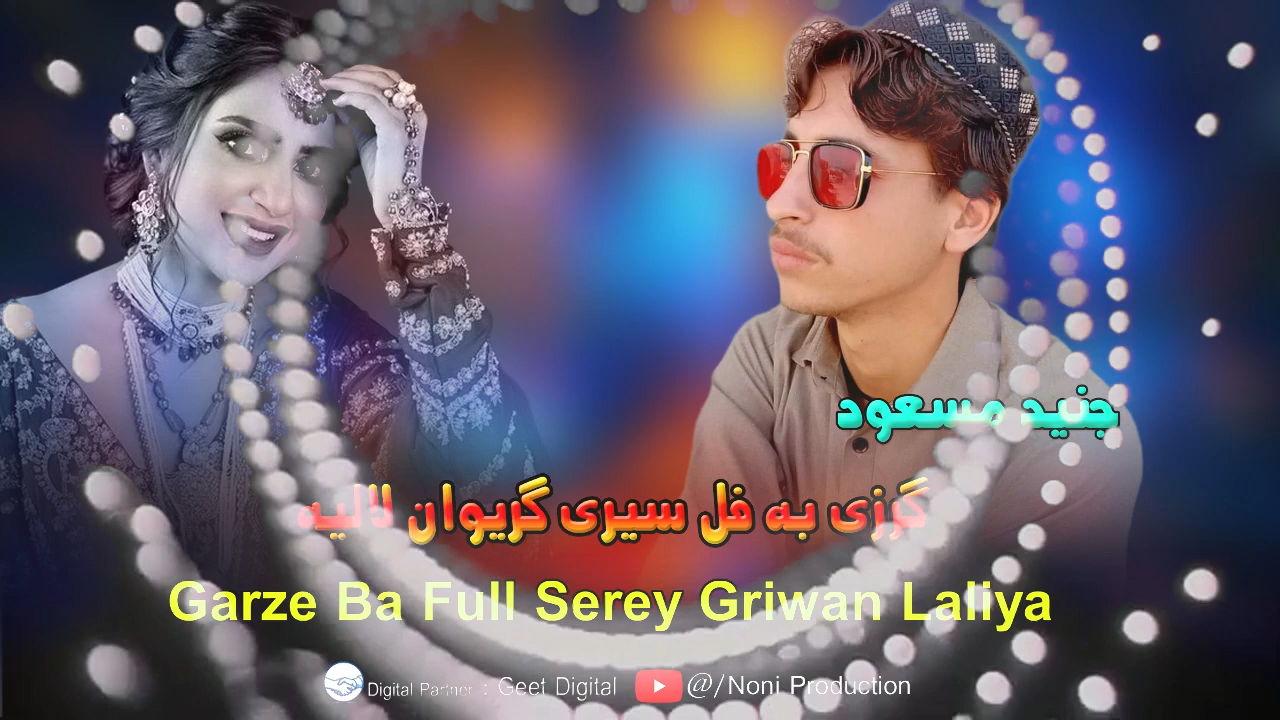 جنید مسعود
گرزی به فل سیری گریوان لالیه
Garze Ba Full Serey Griwan Laliya
Digital Partner : Geet Digital @/Noni Production